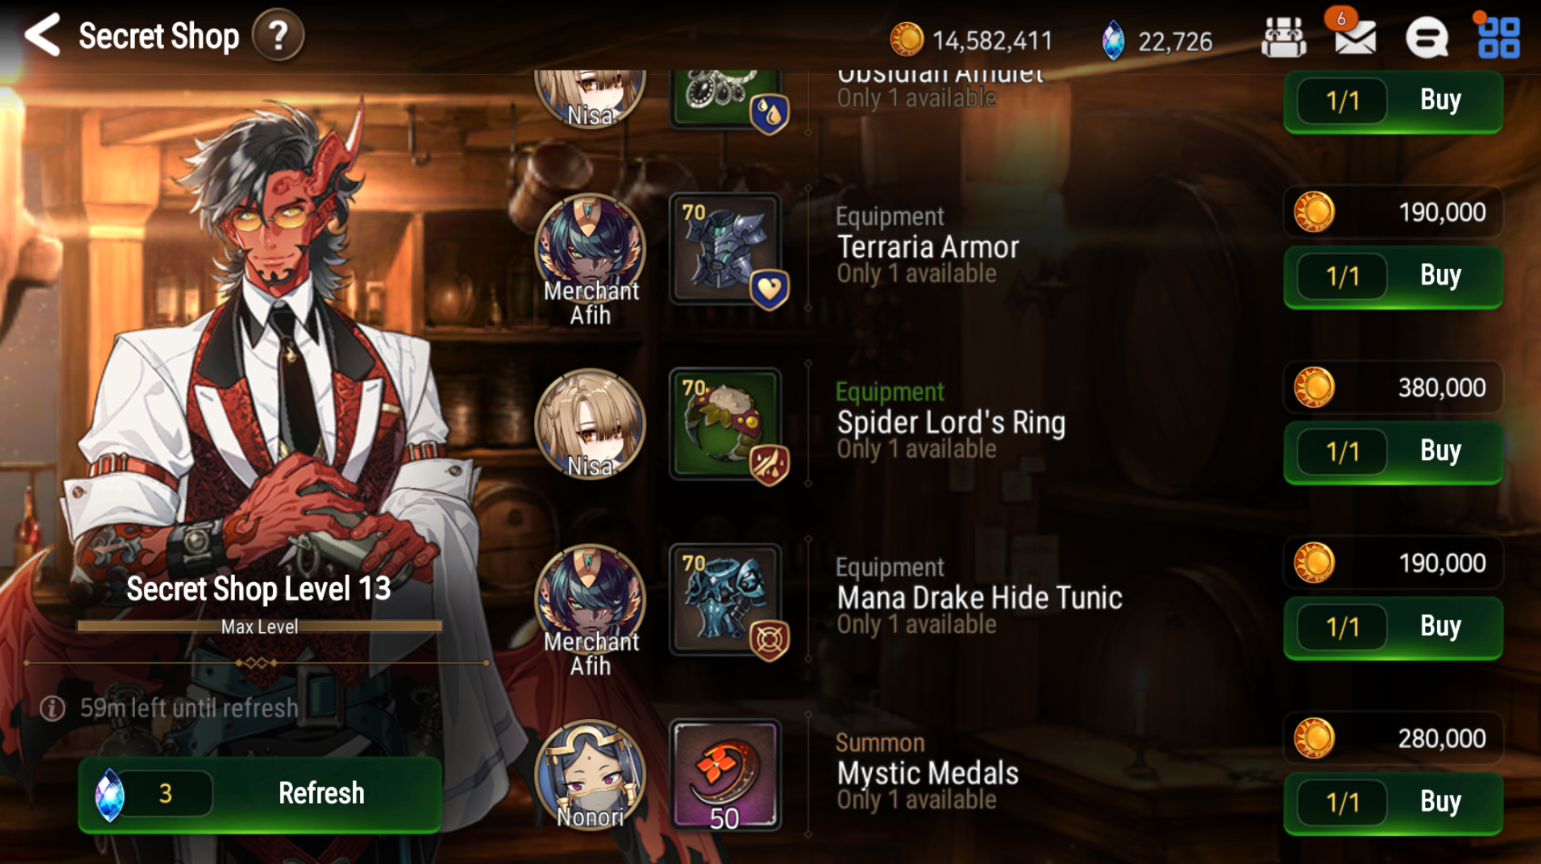 Secret Shop
?
14,582,411
22,726
6
Nisa
Obsidian Amulet
Only 1 available
1/1
Buy
Merchant
Afih
70
Equipment
Terraria Armor
Only 1 available
190,000
1/1
Buy
Nisa
70
Equipment
Spider Lord's Ring
Only 1 available
380,000
1/1
Buy
Merchant
Afih
70
Equipment
Mana Drake Hide Tunic
Only 1 available
190,000
1/1
Buy
Nonori
50
Summon
Mystic Medals
Only 1 available
280,000
1/1
Buy
Secret Shop Level 13
Max Level
59m left until refresh
3
Refresh